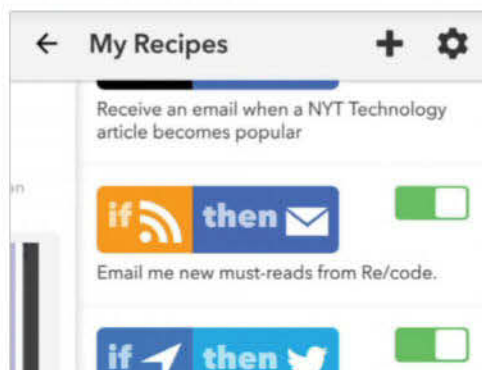 My Recipes
Receive an email when a NYT Technology
article becomes popular
if then
Email me new must-reads from Re/code.
if then